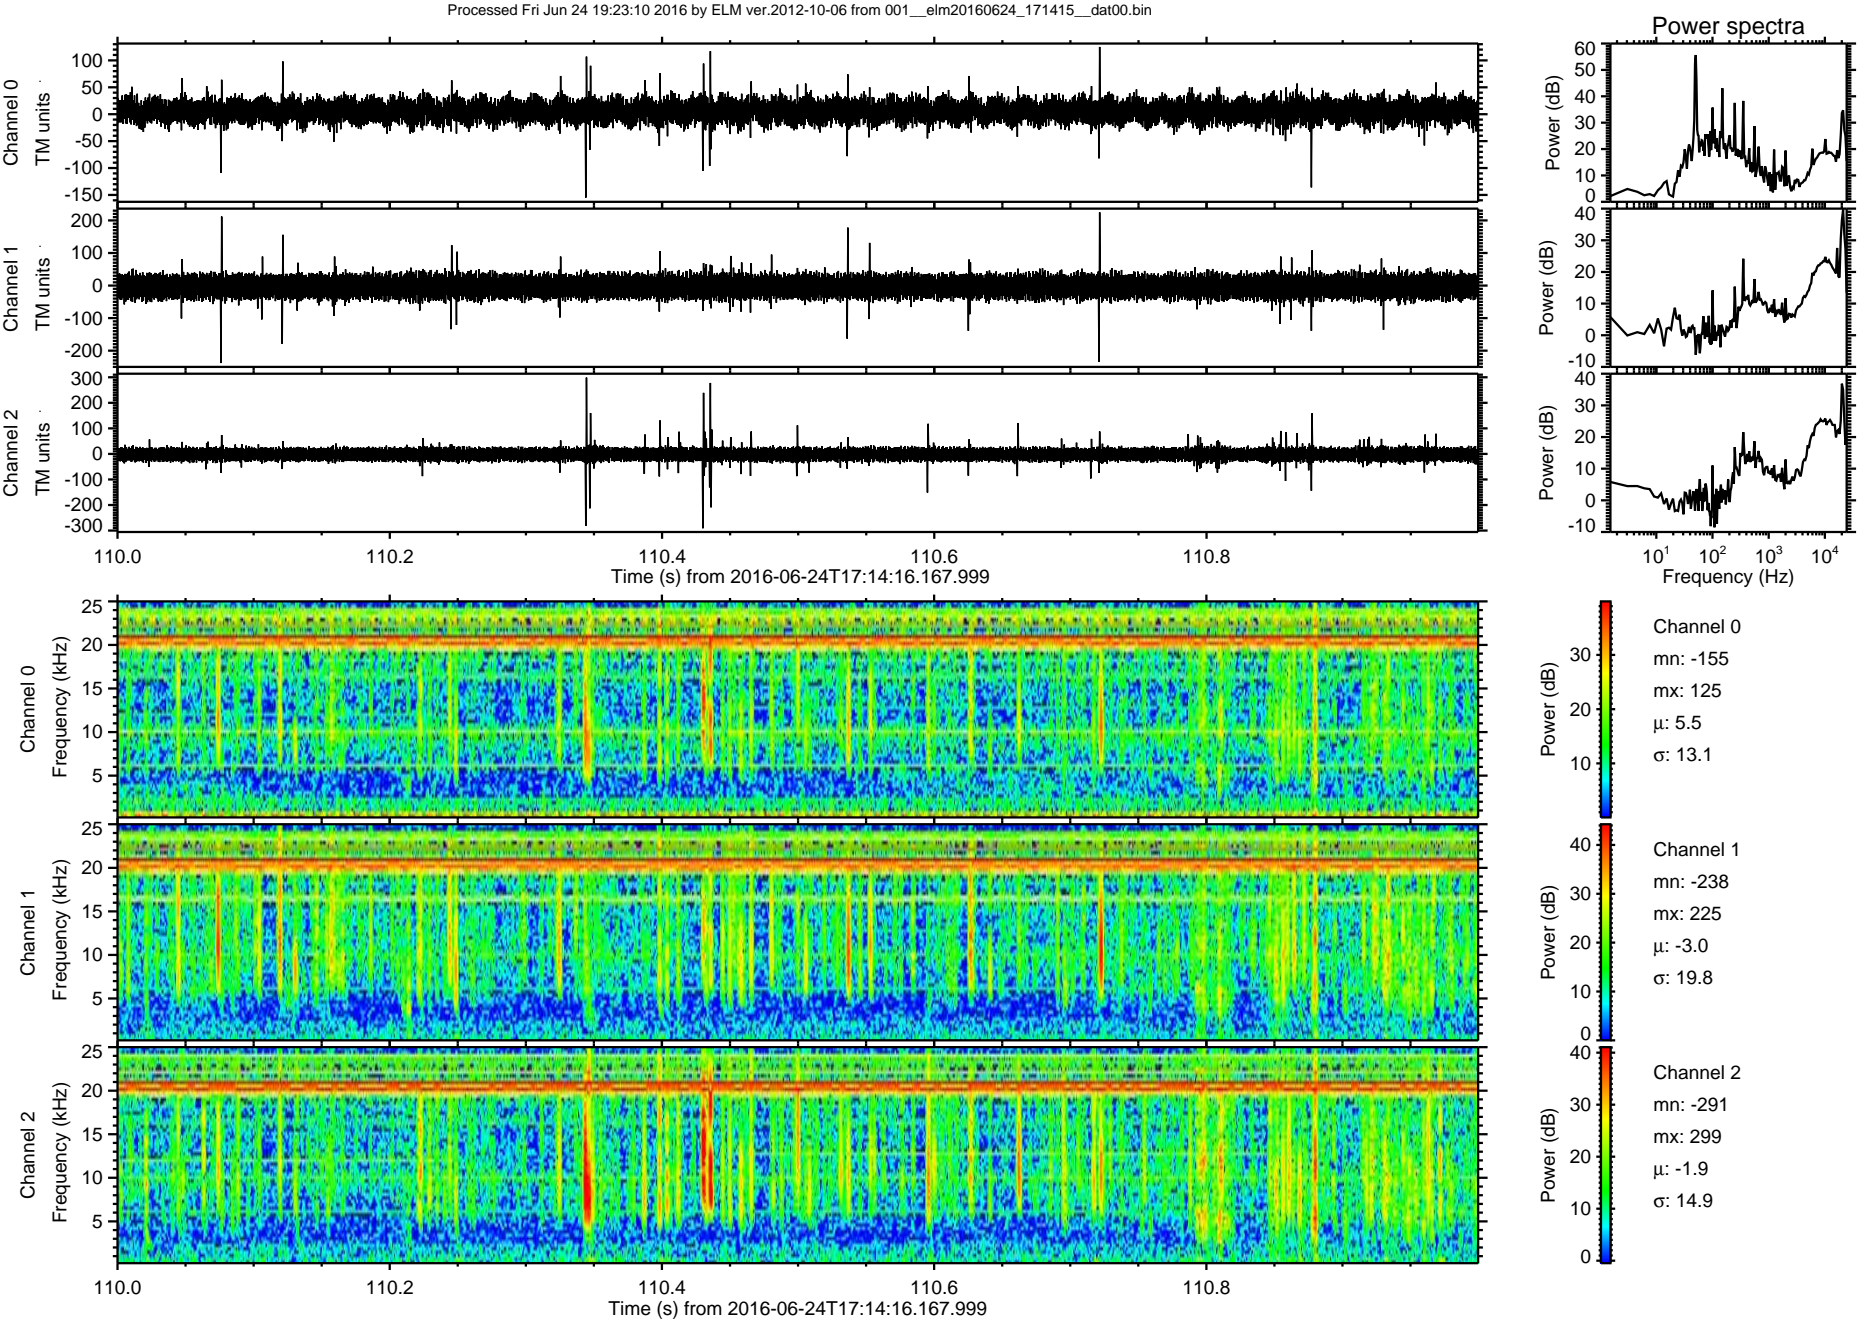 Processed Fri Jun 24 19:23:10 2016 by ELM ver.2012-10-06 from 001__elm20160624_171415__dat00.bin
Power spectra
Channel 0
TM units
100
50
0
-50
-100
-150
Power (dB)
60
50
40
30
20
10
0
Channel 1
TM units
200
100
0
-100
-200
Power (dB)
40
30
20
10
0
-10
Channel 2
TM units
300
200
100
0
-100
-200
-300
Power (dB)
40
30
20
10
0
-10
110.0 110.2 110.4 110.6 110.8
Time (s) from 2016-06-24T17:14:16.167.999
10^1 10^2 10^3 10^4
Frequency (Hz)
Channel 0
Frequency (kHz)
25
20
15
10
5
Power (dB)
30
20
10
Channel 0
mn: -155
mx: 125
μ: 5.5
σ: 13.1
Channel 1
Frequency (kHz)
25
20
15
10
5
Power (dB)
40
30
20
10
0
Channel 1
mn: -238
mx: 225
μ: -3.0
σ: 19.8
Channel 2
Frequency (kHz)
25
20
15
10
5
Power (dB)
40
30
20
10
0
Channel 2
mn: -291
mx: 299
μ: -1.9
σ: 14.9
110.0 110.2 110.4 110.6 110.8
Time (s) from 2016-06-24T17:14:16.167.999